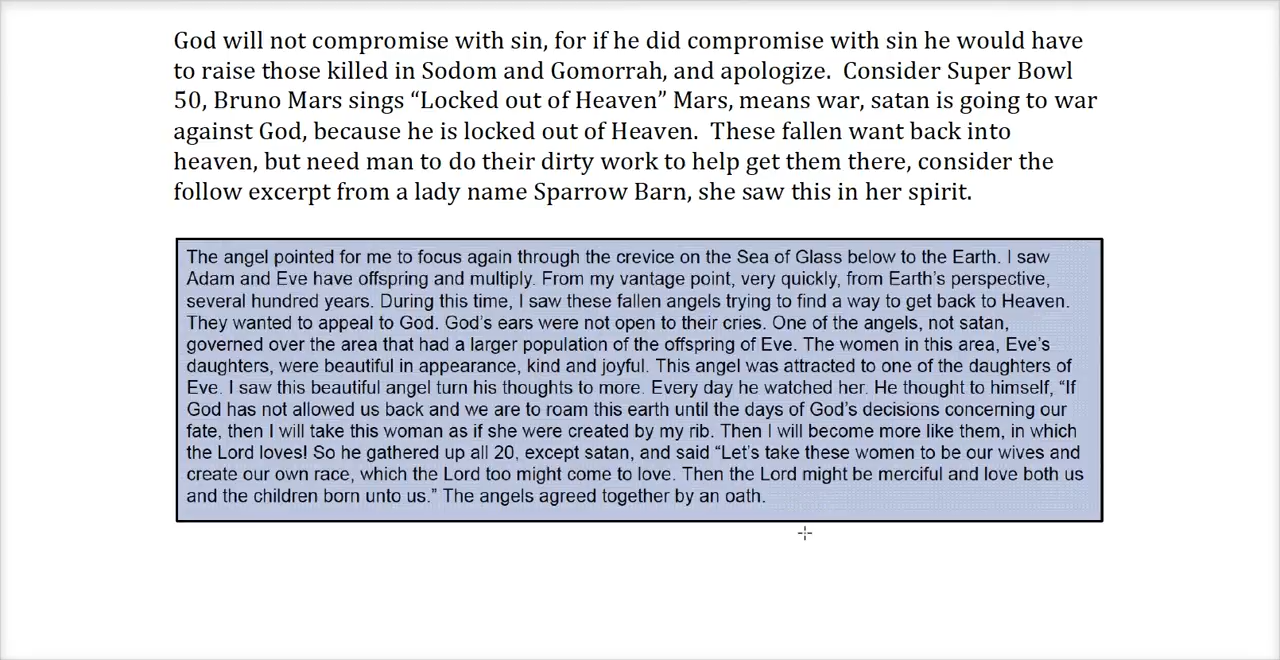 God will not compromise with sin, for if he did compromise with sin he would have
to raise those killed in Sodom and Gomorrah, and apologize.  Consider Super Bowl
50, Bruno Mars sings “Locked out of Heaven” Mars, means war, satan is going to war
against God, because he is locked out of Heaven.  These fallen want back into
heaven, but need man to do their dirty work to help get them there, consider the
follow excerpt from a lady name Sparrow Barn, she saw this in her spirit.
The angel pointed for me to focus again through the crevice on the Sea of Glass below to the Earth. I saw
Adam and Eve have offspring and multiply. From my vantage point, very quickly, from Earth’s perspective,
several hundred years. During this time, I saw these fallen angels trying to find a way to get back to Heaven.
They wanted to appeal to God. God’s ears were not open to their cries. One of the angels, not satan,
governed over the area that had a larger population of the offspring of Eve. The women in this area, Eve’s
daughters, were beautiful in appearance, kind and joyful. This angel was attracted to one of the daughters of
Eve. I saw this beautiful angel turn his thoughts to more. Every day he watched her. He thought to himself, “If
God has not allowed us back and we are to roam this earth until the days of God’s decisions concerning our
fate, then I will take this woman as if she were created by my rib. Then I will become more like them, in which
the Lord loves! So he gathered up all 20, except satan, and said “Let’s take these women to be our wives and
create our own race, which the Lord too might come to love. Then the Lord might be merciful and love both us
and the children born unto us.” The angels agreed together by an oath.